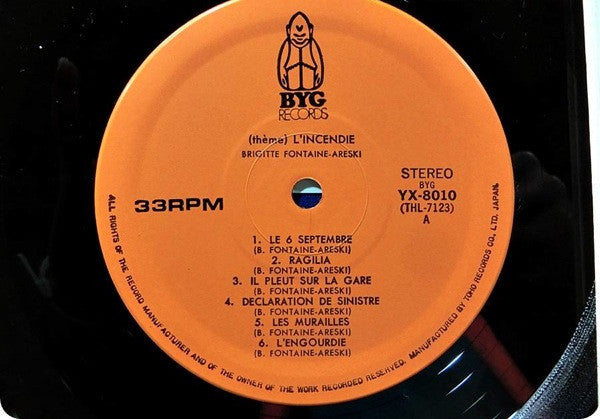 BYG
RECORDS
(thème) L'INCENDIE
BRIGITTE FONTAINE-ARESKI
33RPM
STEREO
BYG
YX-8010
(THL-7123)
A
1. LE 6 SEPTEMBRE
(B. FONTAINE-ARESKI)
2. RAGILIA
(B. FONTAINE-ARESKI)
3. IL PLEUT SUR LA GARE
(B. FONTAINE-ARESKI)
4. DECLARATION DE SINISTRE
(B. FONTAINE-ARESKI)
5. LES MURAILLES
(B. FONTAINE-ARESKI)
6. L'ENGOURDIE
(B. FONTAINE-ARESKI)
ALL RIGHTS OF THE RECORD MANUFACTURER AND OF THE OWNER OF THE WORK RECORDED RESERVED. MANUFACTURED BY TOHO RECORDS CO., LTD. JAPAN.